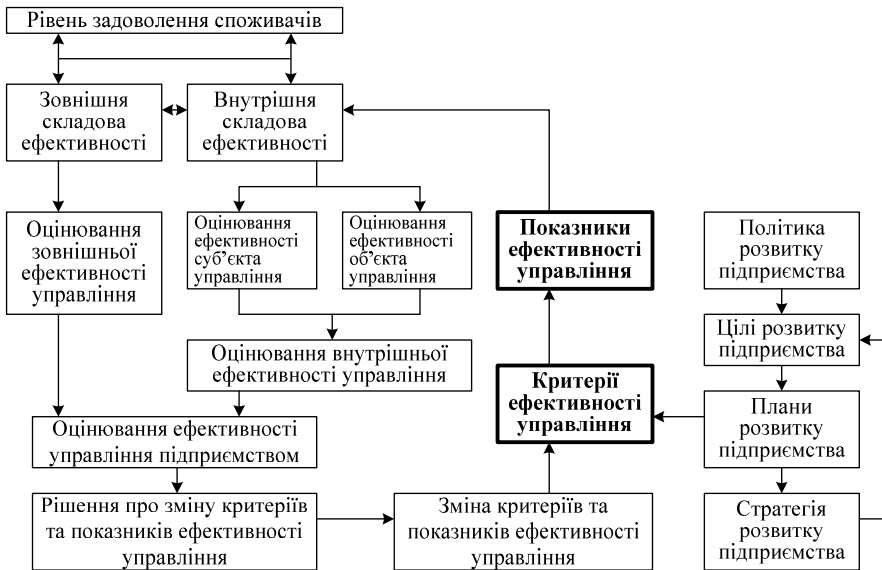 Рівень задоволення споживачів
Зовнішня
складова
ефективності
Внутрішня
складова
ефективності
Оцінювання
зовнішньої
ефективності
управління
Оцінювання
ефективності
суб’єкта
управління
Оцінювання
ефективності
об’єкта
управління
Показники
ефективності
управління
Політика
розвитку
підприємства
Цілі розвитку
підприємства
Оцінювання внутрішньої
ефективності управління
Критерії
ефективності
управління
Плани
розвитку
підприємства
Оцінювання ефективності
управління підприємством
Рішення про зміну критеріїв
та показників ефективності
управління
Зміна критеріїв та
показників ефективності
управління
Стратегія
розвитку
підприємства